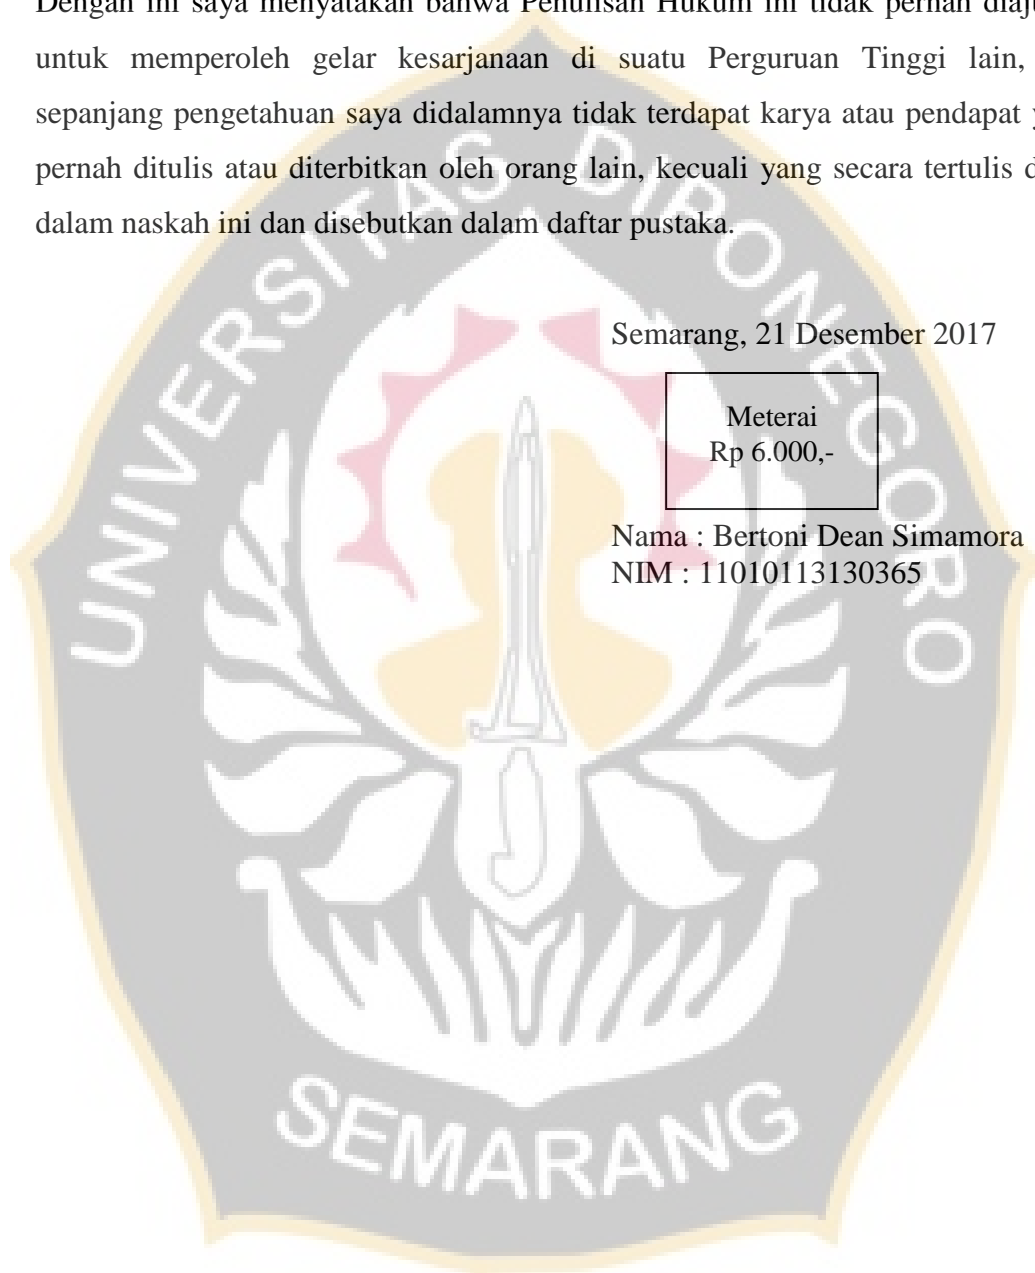 Dengan ini saya menyatakan bahwa Penulisan Hukum ini tidak pernah
untuk memperoleh gelar kesarjanaan di suatu Perguruan Tinggi lain,
sepanjang pengetahuan saya didalamnya tidak terdapat karya atau pendapat
pernah ditulis atau diterbitkan oleh orang lain, kecuali yang secara tertulis
dalam naskah ini dan disebutkan dalam daftar pustaka.
Semarang, 21 Desember 2017
Meterai
Rp 6.000,-
Nama : Bertoni Dean Simamora
NIM : 11010113130365
UNIVERSITAS DIPONEGORO
SEMARANG